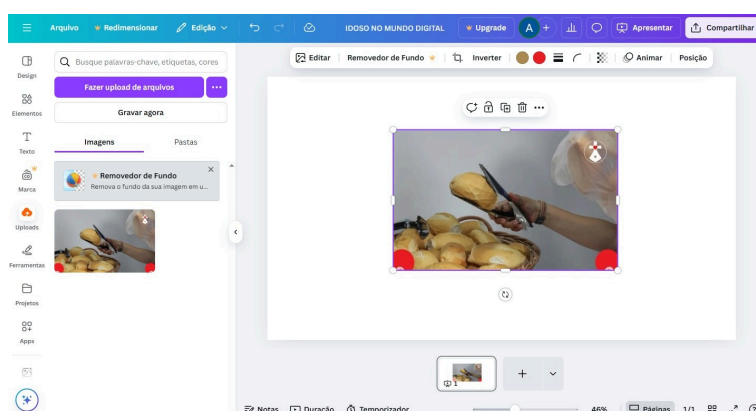 Arquivo Redimensionar Edição IDOSO NO MUNDO DIGITAL Upgrade A + Apresentar Compartilhar
Design
Elementos
Texto
Marca
Uploads
Ferramentas
Projetos
Apps
Busque palavras-chave, etiquetas, cores
Fazer upload de arquivos
Gravar agora
Imagens Pastas
Removedor de Fundo
Remova o fundo da sua imagem em u...
Editar Removedor de Fundo Inverter Animar Posição
1
Notas Duração Temporizador 46% Páginas 1/1